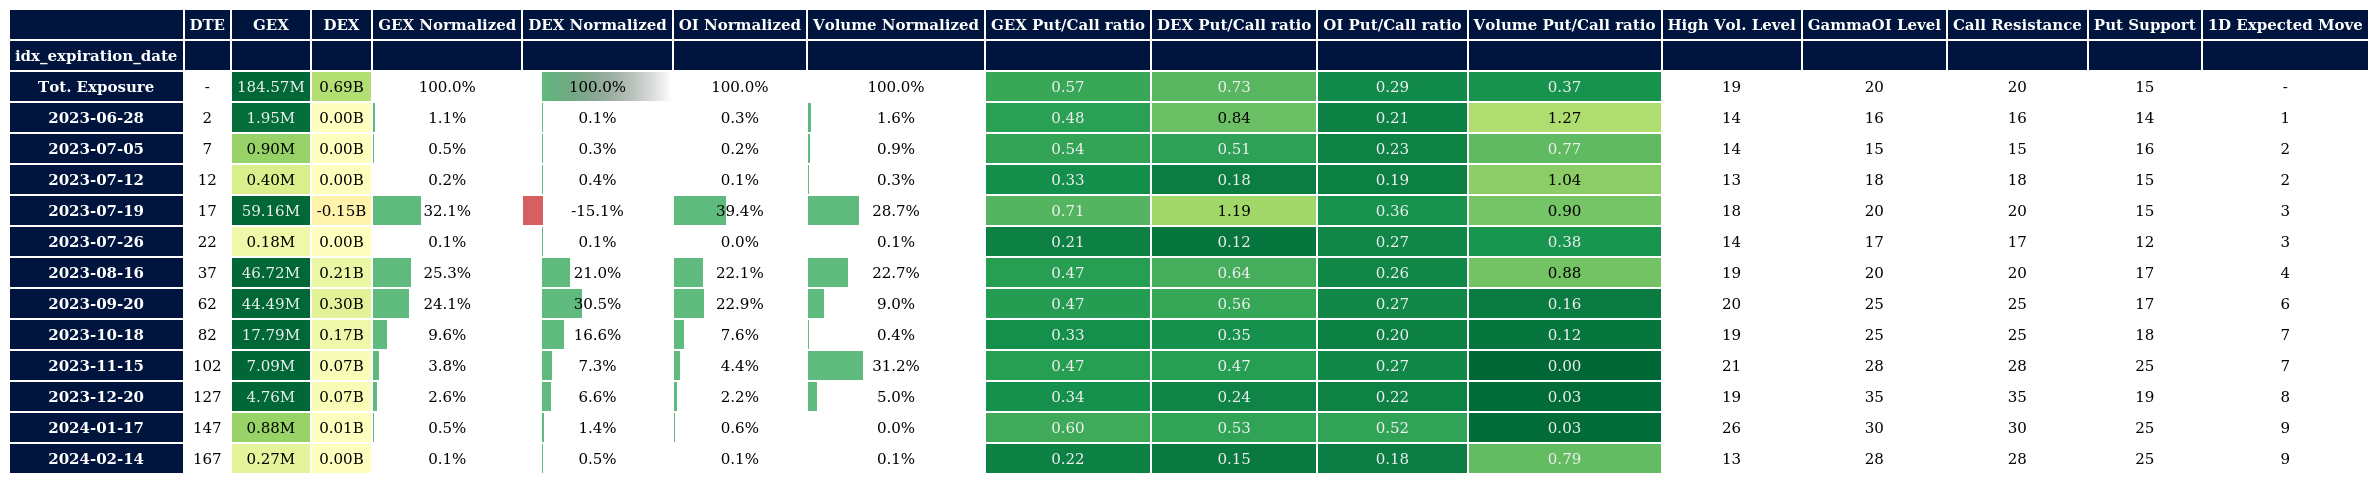 DTE GEX DEX GEX Normalized DEX Normalized OI Normalized Volume Normalized GEX Put/Call ratio DEX Put/Call ratio OI Put/Call ratio Volume Put/Call ratio High Vol. Level GammaOI Level Call Resistance Put Support 1D Expected Move
idx_expiration_date
Tot. Exposure - 184.57M 0.69B 100.0% 100.0% 100.0% 100.0% 0.57 0.73 0.29 0.37 19 20 20 15 -
2023-06-28 2 1.95M 0.00B 1.1% 0.1% 0.3% 1.6% 0.48 0.84 0.21 1.27 14 16 16 14 1
2023-07-05 7 0.90M 0.00B 0.5% 0.3% 0.2% 0.9% 0.54 0.51 0.23 0.77 14 15 15 16 2
2023-07-12 12 0.40M 0.00B 0.2% 0.4% 0.1% 0.3% 0.33 0.18 0.19 1.04 13 18 18 15 2
2023-07-19 17 59.16M -0.15B 32.1% -15.1% 39.4% 28.7% 0.71 1.19 0.36 0.90 18 20 20 15 3
2023-07-26 22 0.18M 0.00B 0.1% 0.1% 0.0% 0.1% 0.21 0.12 0.27 0.38 14 17 17 12 3
2023-08-16 37 46.72M 0.21B 25.3% 21.0% 22.1% 22.7% 0.47 0.64 0.26 0.88 19 20 20 17 4
2023-09-20 62 44.49M 0.30B 24.1% 30.5% 22.9% 9.0% 0.47 0.56 0.27 0.16 20 25 25 17 6
2023-10-18 82 17.79M 0.17B 9.6% 16.6% 7.6% 0.4% 0.33 0.35 0.20 0.12 19 25 25 18 7
2023-11-15 102 7.09M 0.07B 3.8% 7.3% 4.4% 31.2% 0.47 0.47 0.27 0.00 21 28 28 25 7
2023-12-20 127 4.76M 0.07B 2.6% 6.6% 2.2% 5.0% 0.34 0.24 0.22 0.03 19 35 35 19 8
2024-01-17 147 0.88M 0.01B 0.5% 1.4% 0.6% 0.0% 0.60 0.53 0.52 0.03 26 30 30 25 9
2024-02-14 167 0.27M 0.00B 0.1% 0.5% 0.1% 0.1% 0.22 0.15 0.18 0.79 13 28 28 25 9